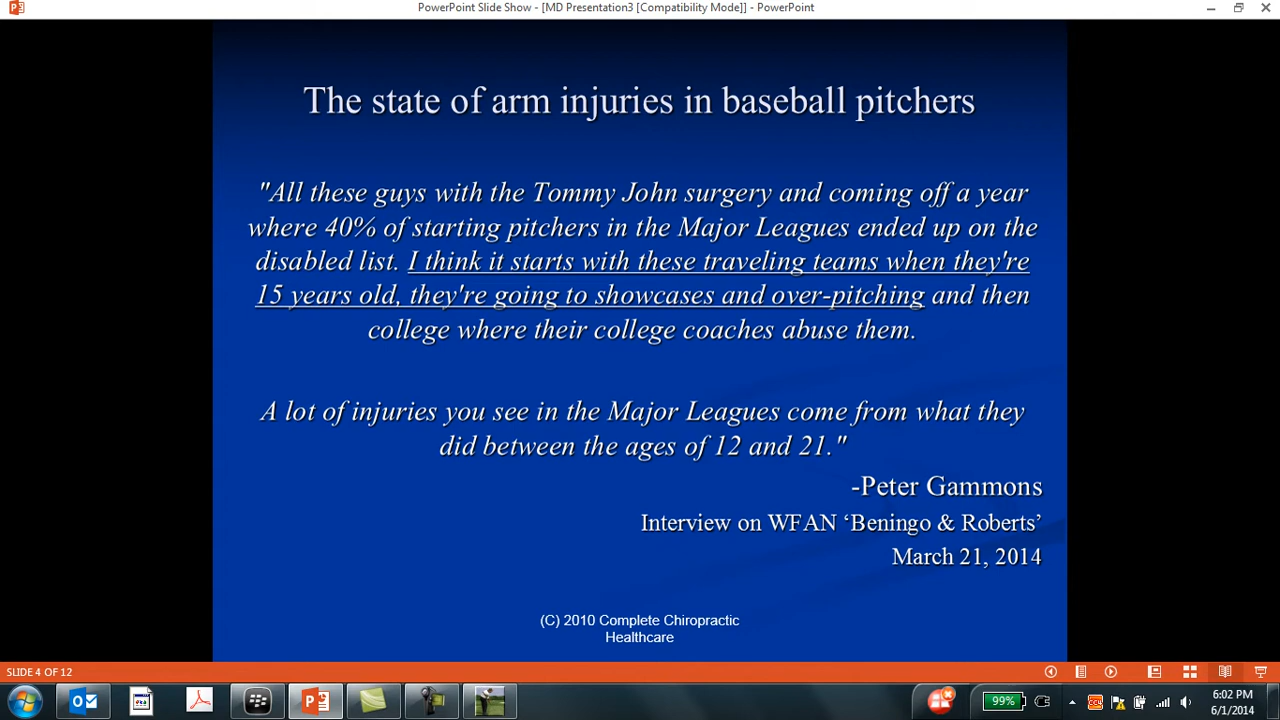 PowerPoint Slide Show - [MD Presentation3 [Compatibility Mode]] - PowerPoint
The state of arm injuries in baseball pitchers
"All these guys with the Tommy John surgery and coming off a year
where 40% of starting pitchers in the Major Leagues ended up on the
disabled list. I think it starts with these traveling teams when they're
15 years old, they're going to showcases and over-pitching and then
college where their college coaches abuse them.
A lot of injuries you see in the Major Leagues come from what they
did between the ages of 12 and 21."
-Peter Gammons
Interview on WFAN ‘Beningo & Roberts’
March 21, 2014
(C) 2010 Complete Chiropractic
Healthcare
SLIDE 4 OF 12
99%
6:02 PM
6/1/2014